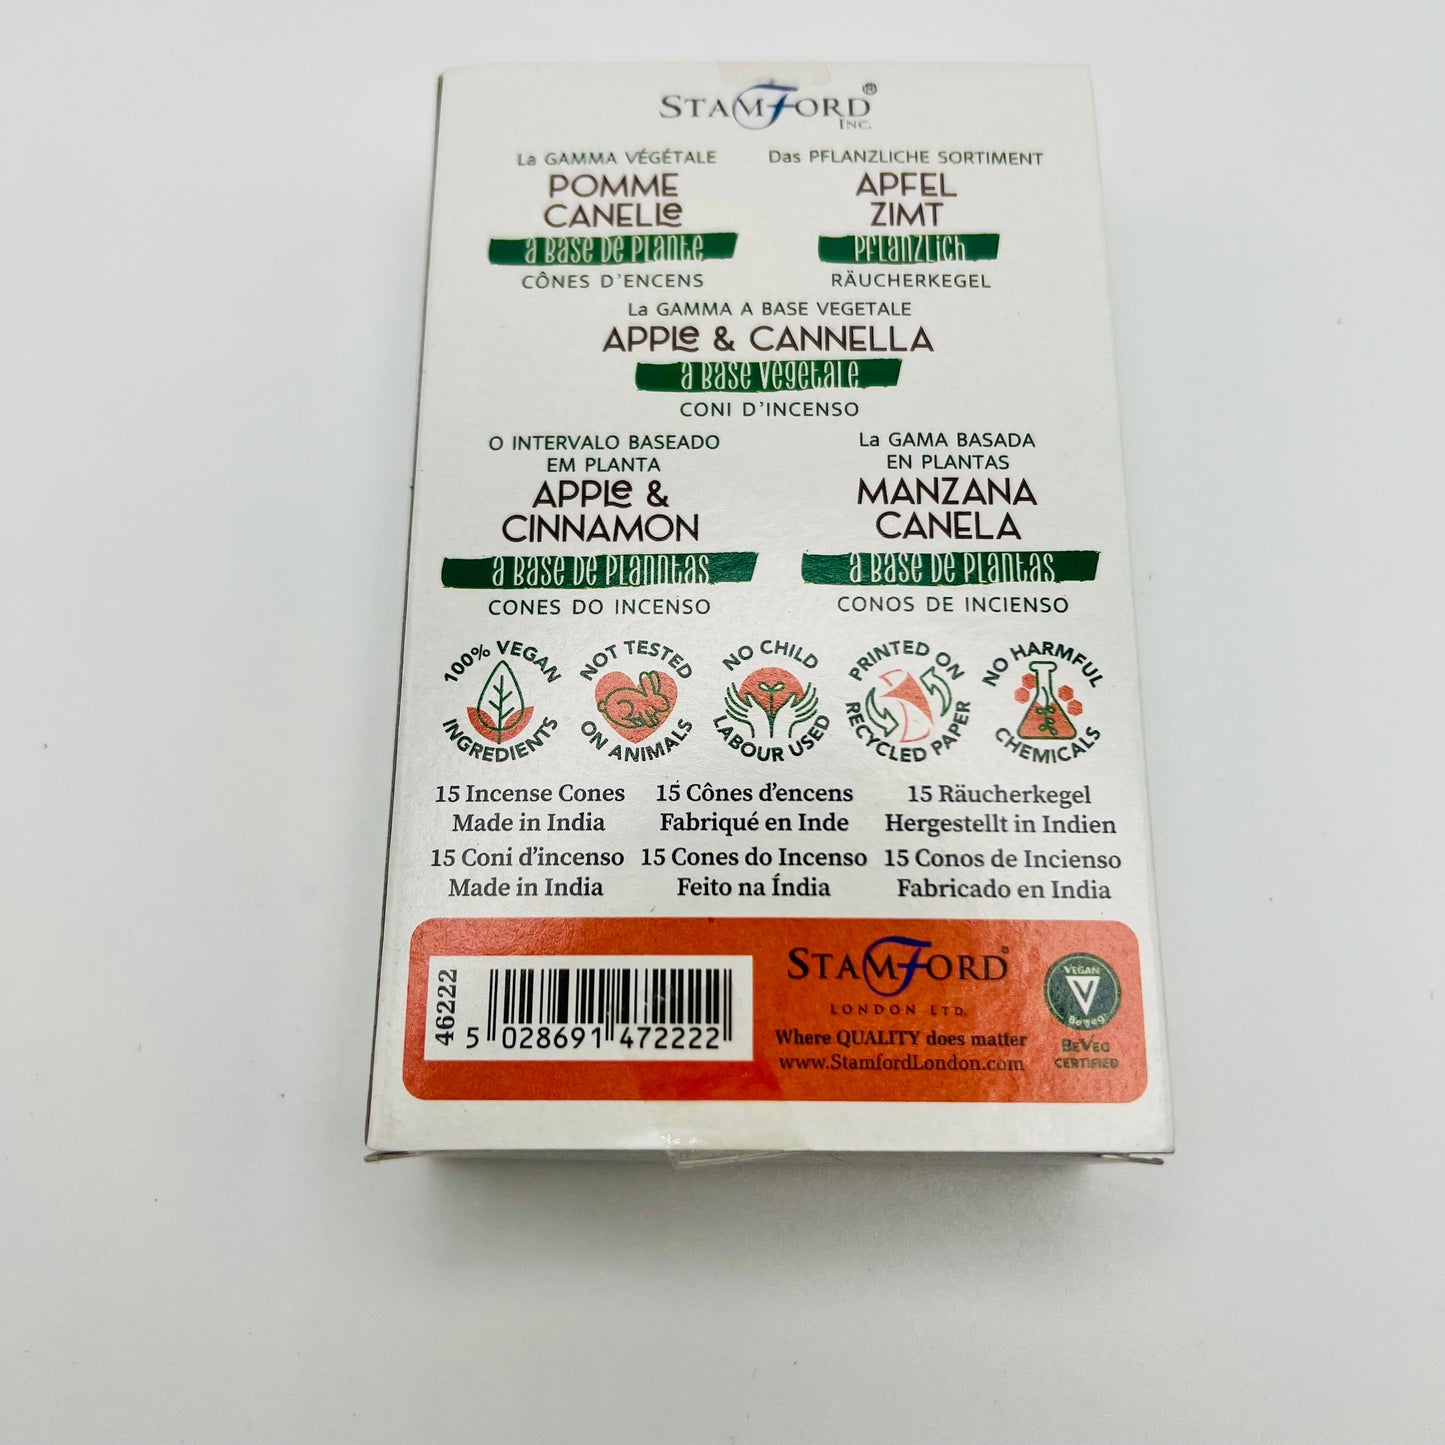 STAMFORD®
INC.
La GAMMA VÉGÉTALE
POMME
CANELLe
a Base De PLante
CÔNES D'ENCENS
Das PFLANZLICHE SORTIMENT
APFEL
ZIMT
PFLanZLich
RÄUCHERKEGEL
La GAMMA A BASE VEGETALE
APPLe & CANNELLA
a Base vegetale
CONI D'INCENSO
O INTERVALO BASEADO
EM PLANTA
APPLe &
CINNAMON
a Base De PLanntas
CONES DO INCENSO
La GAMA BASADA
EN PLANTAS
MANZANA
CANELA
a Base De PLantas
CONOS DE INCIENSO
100% VEGAN
INGREDIENTS
NOT TESTED
ON ANIMALS
NO CHILD
LABOUR USED
PRINTED ON
RECYCLED PAPER
NO HARMFUL
CHEMICALS
15 Incense Cones
Made in India
15 Cônes d'encens
Fabriqué en Inde
15 Räucherkegel
Hergestellt in Indien
15 Coni d'incenso
Made in India
15 Cones do Incenso
Feito na Índia
15 Conos de Incienso
Fabricado en India
46222
5 028691 472222
STAMFORD®
LONDON LTD.
Where QUALITY does matter
www.StamfordLondon.com
VEGAN
V
BeVeg
BEVEG
CERTIFIED